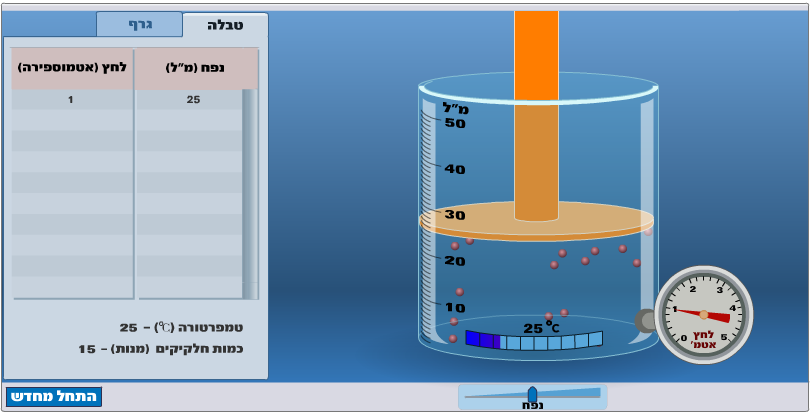 טבלה
גרף
נפח (מ"ל)
לחץ (אטמוספירה)
25
1
טמפרטורה (℃) - 25
כמות חלקיקים (מנות) - 15
מ"ל
50
40
30
20
10
25 °C
0
1
2
3
4
5
לחץ
אטמ'
נפח
התחל מחדש